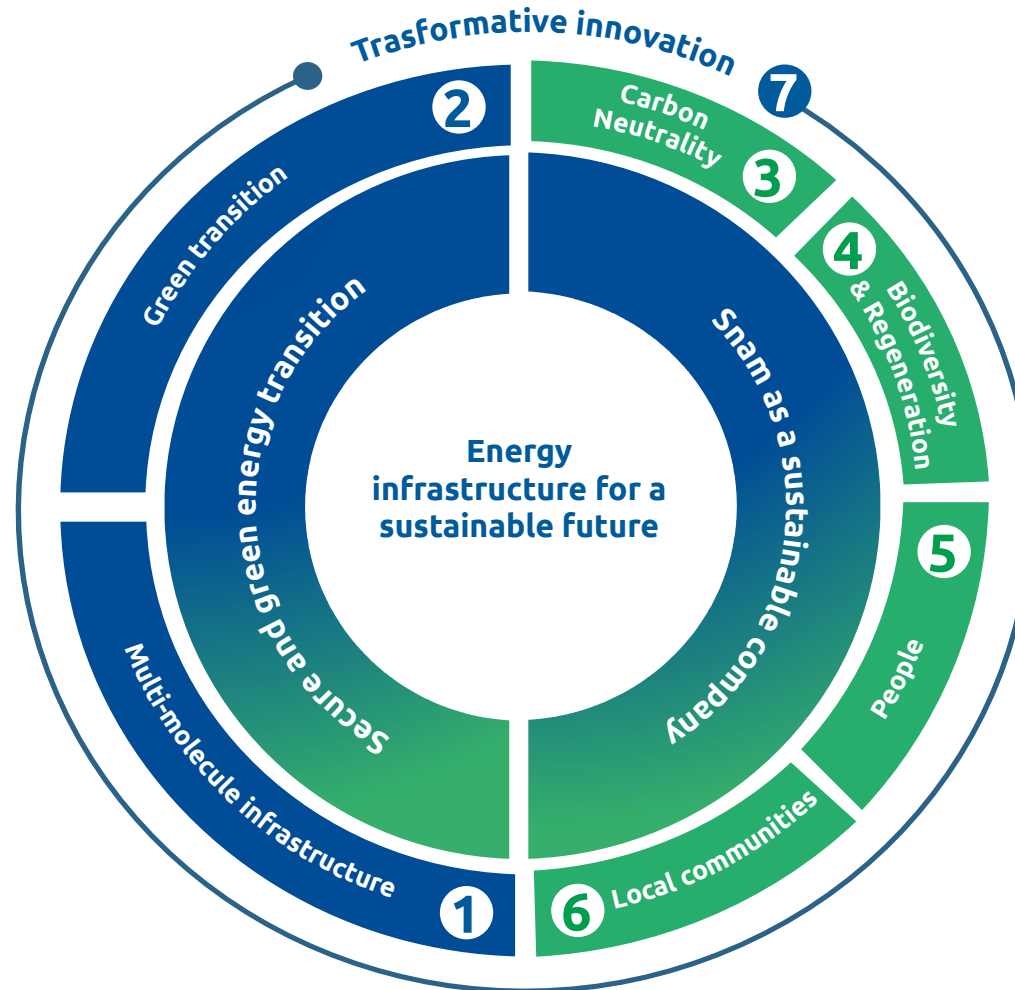 Trasformative innovation
7
2
Green transition
Carbon
Neutrality
3
4
Biodiversity
& Regeneration
5
People
Local communities
6
Multi-molecule infrastructure
1
Secure and green energy transition
Snam as a sustainable company
Energy
infrastructure for a
sustainable future